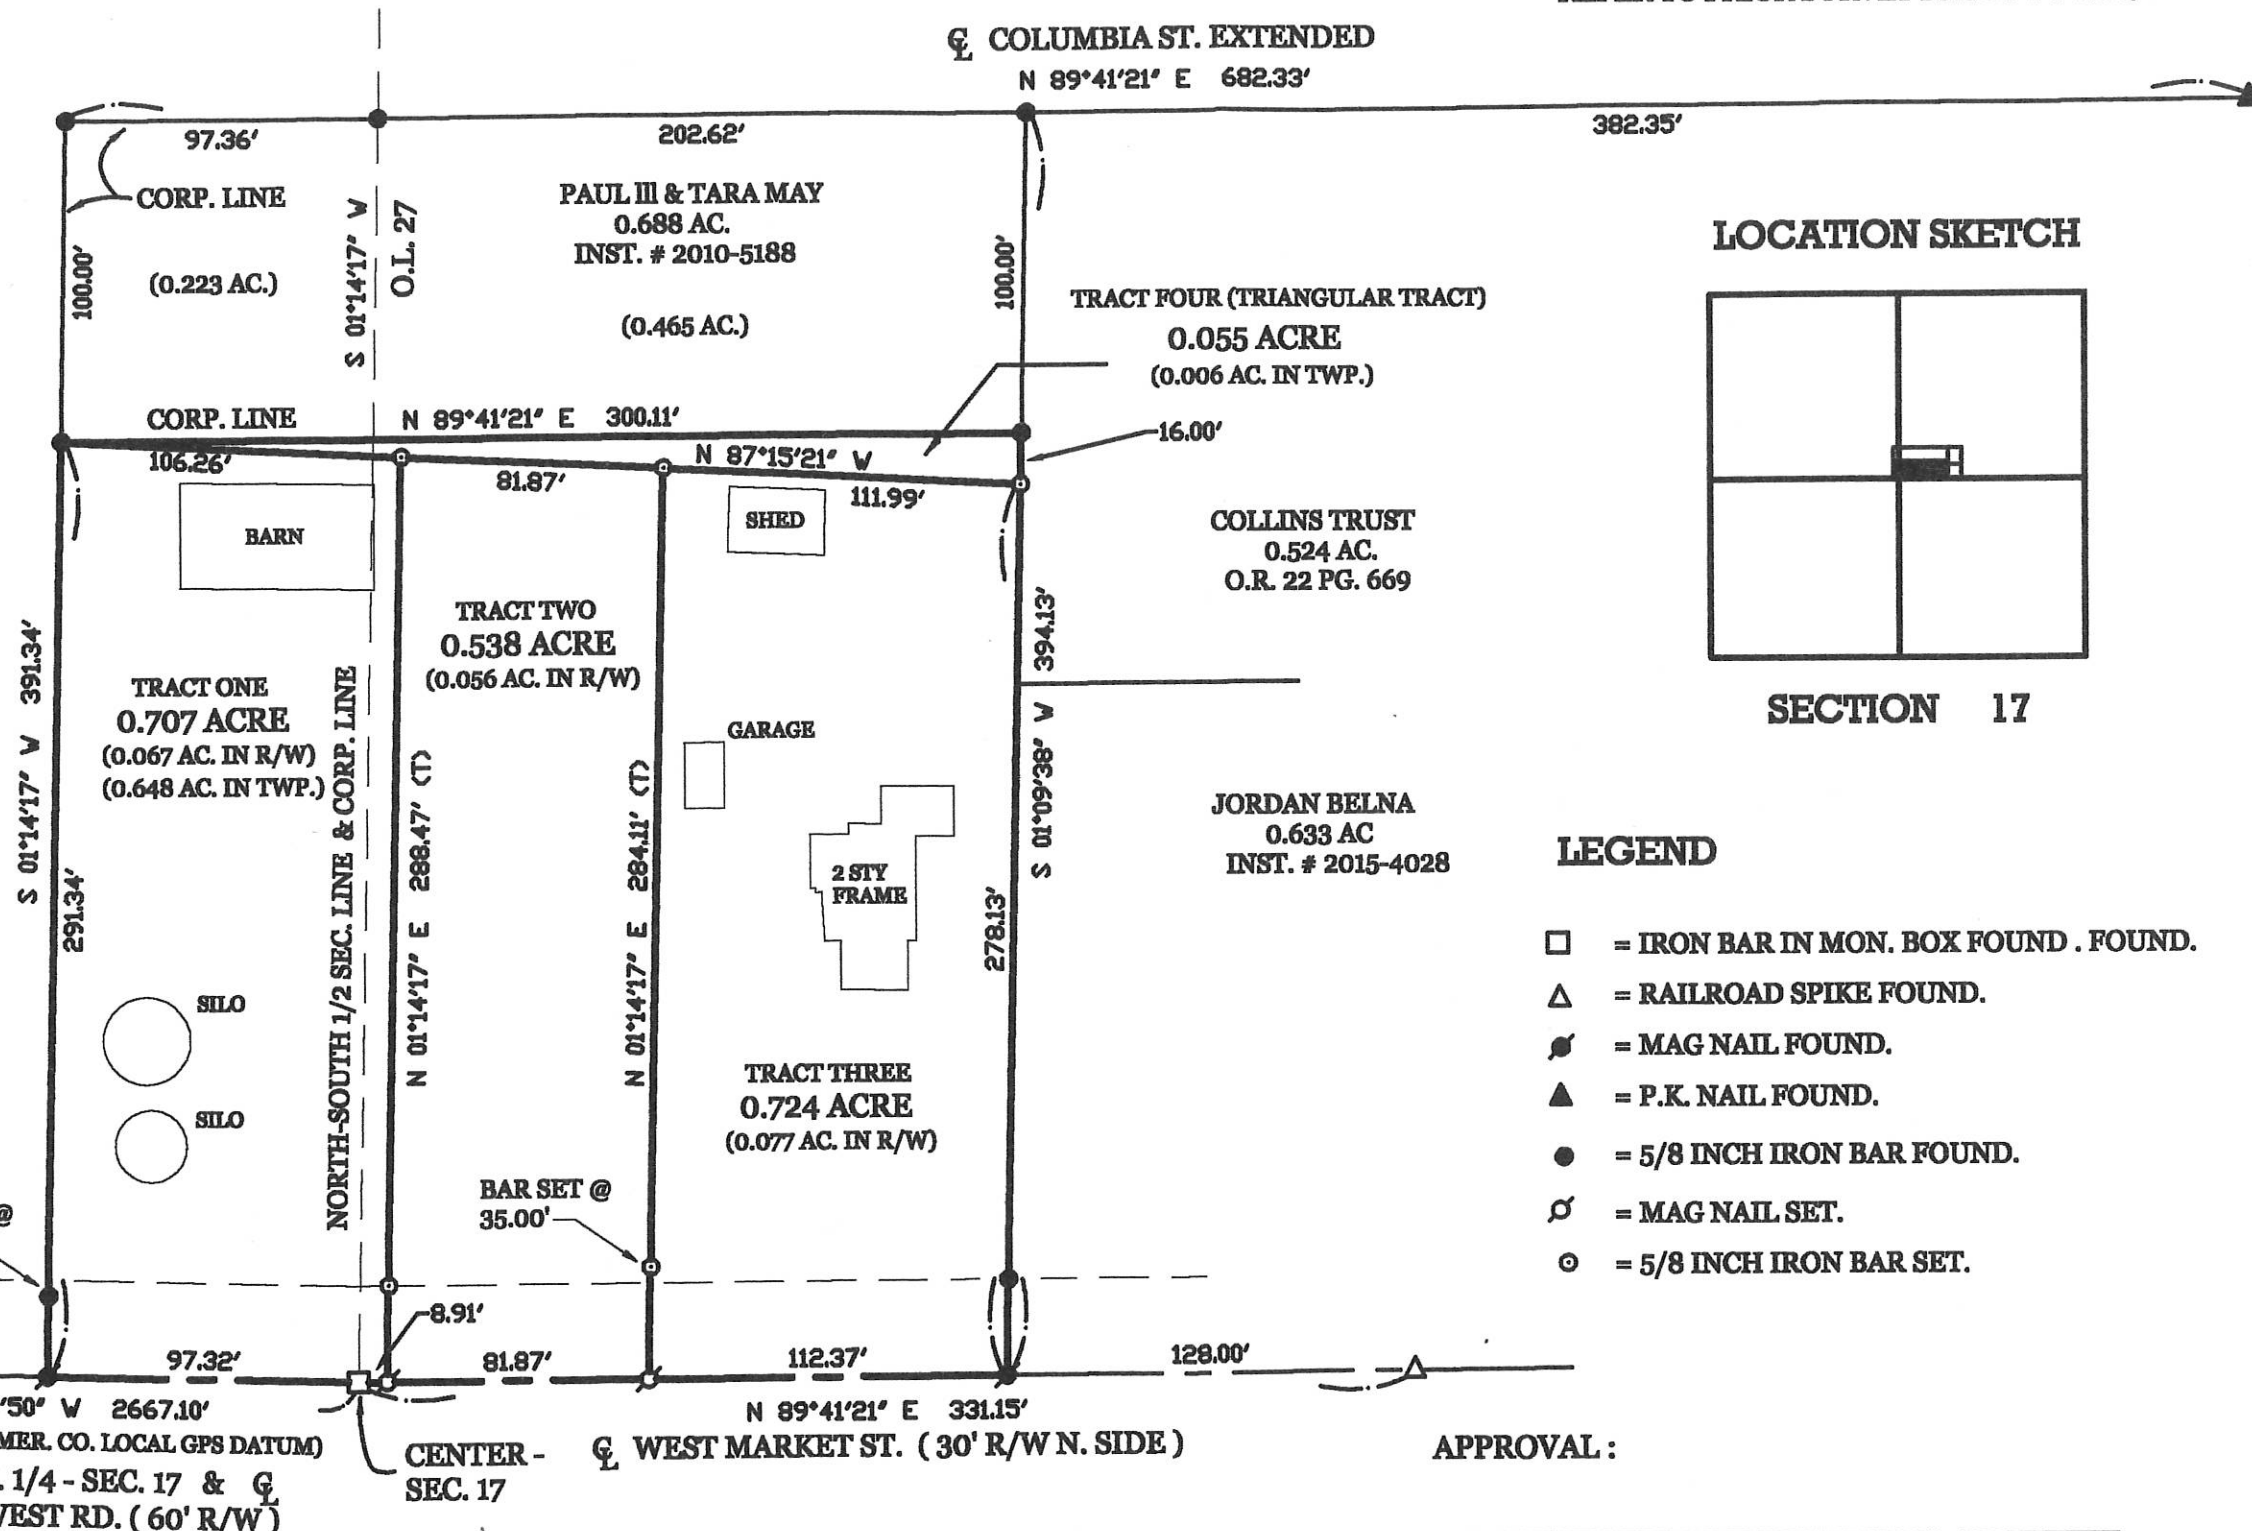 ℄ COLUMBIA ST. EXTENDED
N 89°41'21" E 682.33'
97.36'
202.62'
382.35'
CORP. LINE
(0.223 AC.)
100.00'
S 01°14'17" W
O.L. 27
PAUL III & TARA MAY
0.688 AC.
INST. # 2010-5188
(0.465 AC.)
100.00'
TRACT FOUR (TRIANGULAR TRACT)
0.055 ACRE
(0.006 AC. IN TWP.)
LOCATION SKETCH
SECTION 17
CORP. LINE
N 89°41'21" E 300.11'
16.00'
106.26'
81.87'
N 87°15'21" W
111.99'
BARN
SHED
COLLINS TRUST
0.524 AC.
O.R. 22 PG. 669
394.13'
S 01°09'38" W
278.13'
S 01°14'17" W 391.34'
291.34'
TRACT ONE
0.707 ACRE
(0.067 AC. IN R/W)
(0.648 AC. IN TWP.)
NORTH-SOUTH 1/2 SEC. LINE & CORP. LINE
TRACT TWO
0.538 ACRE
(0.056 AC. IN R/W)
N 01°14'17" E 288.47' (T)
N 01°14'17" E 284.11' (T)
GARAGE
2 STY
FRAME
JORDAN BELNA
0.633 AC
INST. # 2015-4028
SILO
SILO
TRACT THREE
0.724 ACRE
(0.077 AC. IN R/W)
BAR SET @
35.00'
@
8.91'
97.32'
81.87'
112.37'
128.00'
'50" W 2667.10'
MER. CO. LOCAL GPS DATUM)
. 1/4 - SEC. 17 & ℄
VEST RD. ( 60' R/W )
CENTER -
SEC. 17
N 89°41'21" E 331.15'
℄ WEST MARKET ST. ( 30' R/W N. SIDE )
LEGEND
= IRON BAR IN MON. BOX FOUND . FOUND.
= RAILROAD SPIKE FOUND.
= MAG NAIL FOUND.
= P.K. NAIL FOUND.
= 5/8 INCH IRON BAR FOUND.
= MAG NAIL SET.
= 5/8 INCH IRON BAR SET.
APPROVAL :